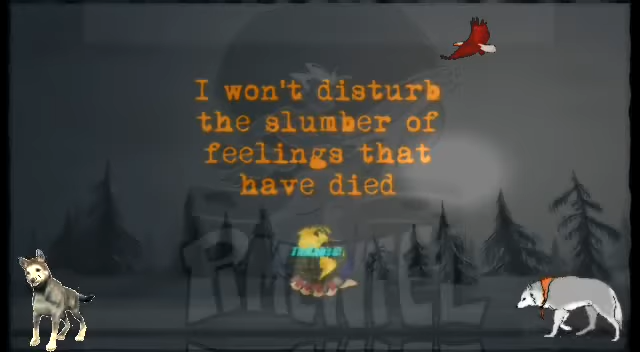 I won't disturb
the slumber of
feelings that
have died